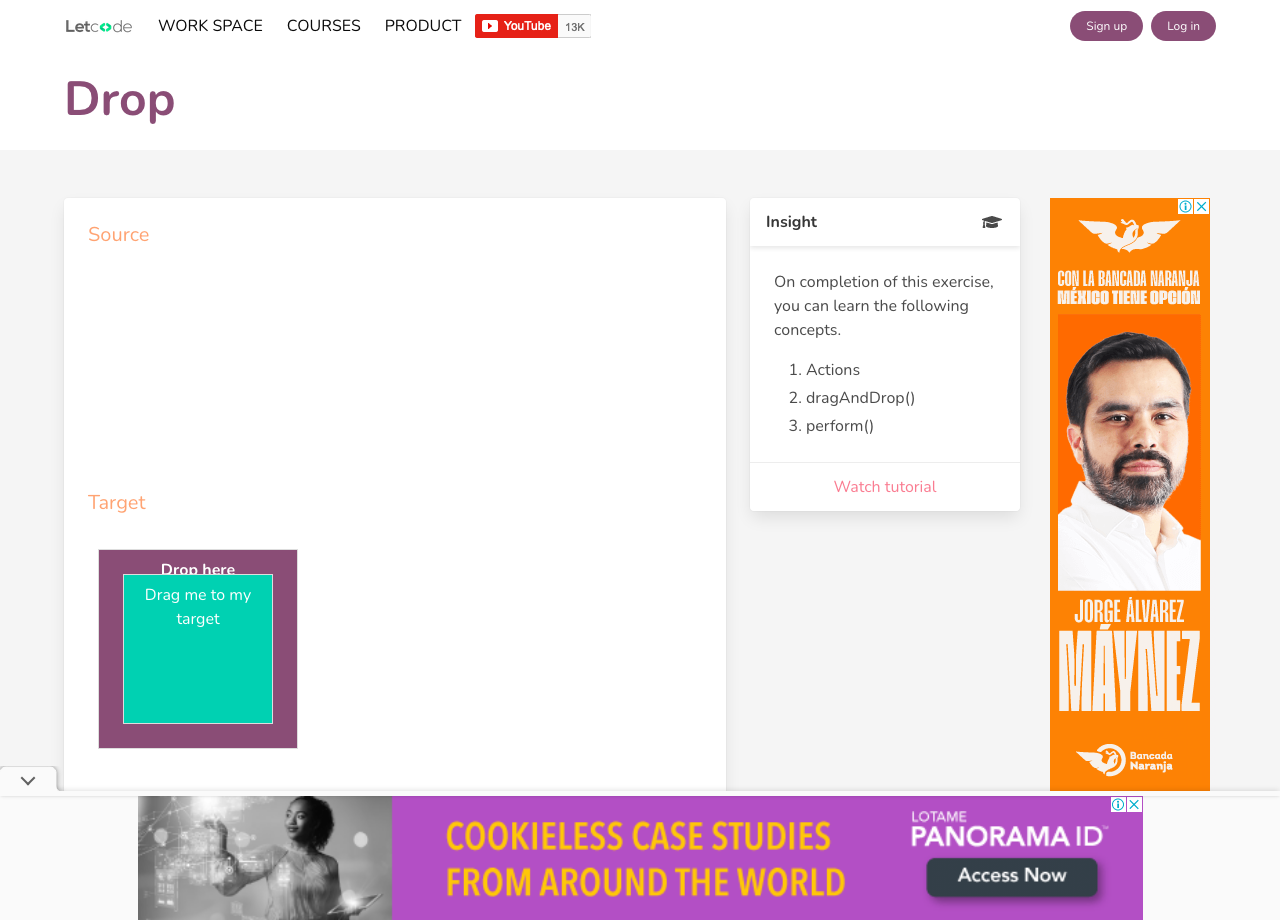 Letcode
WORK SPACE
COURSES
PRODUCT
YouTube
13K
Sign up
Log in
Drop
Source
Target
Drop here
Drag me to my
target
Insight
On completion of this exercise,
you can learn the following
concepts.
1. Actions
2. dragAndDrop()
3. perform()
Watch tutorial
CON LA BANCADA NARANJA
MÉXICO TIENE OPCIÓN
JORGE ÁLVAREZ
MÁYNEZ
Bancada
Naranja
COOKIELESS CASE STUDIES
FROM AROUND THE WORLD
LOTAME
PANORAMA ID™
Access Now